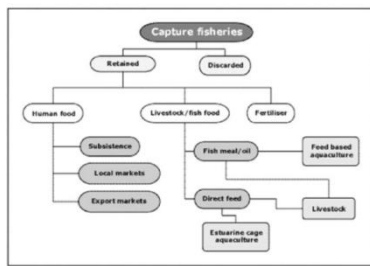 Capture fisheries
Retained
Discarded
Human food
Livestock/fish food
Fertiliser
Subsistence
Fish meal/oil
Feed based
aquaculture
Local markets
Export markets
Direct feed
Livestock
Estuarine cage
aquaculture